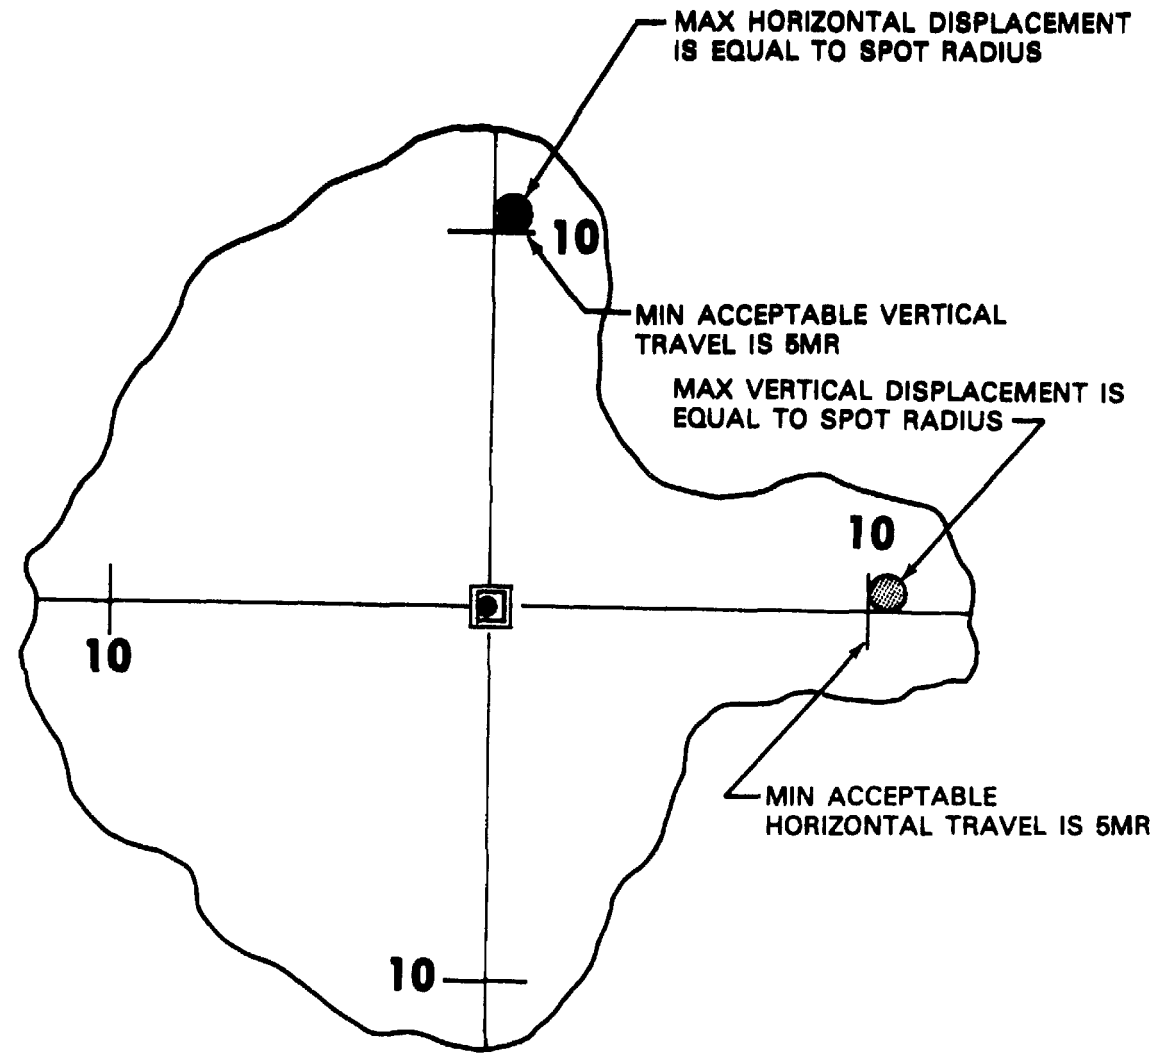 MAX HORIZONTAL DISPLACEMENT
IS EQUAL TO SPOT RADIUS
10
MIN ACCEPTABLE VERTICAL
TRAVEL IS 5MR
MAX VERTICAL DISPLACEMENT IS
EQUAL TO SPOT RADIUS
10
10
MIN ACCEPTABLE
HORIZONTAL TRAVEL IS 5MR
10